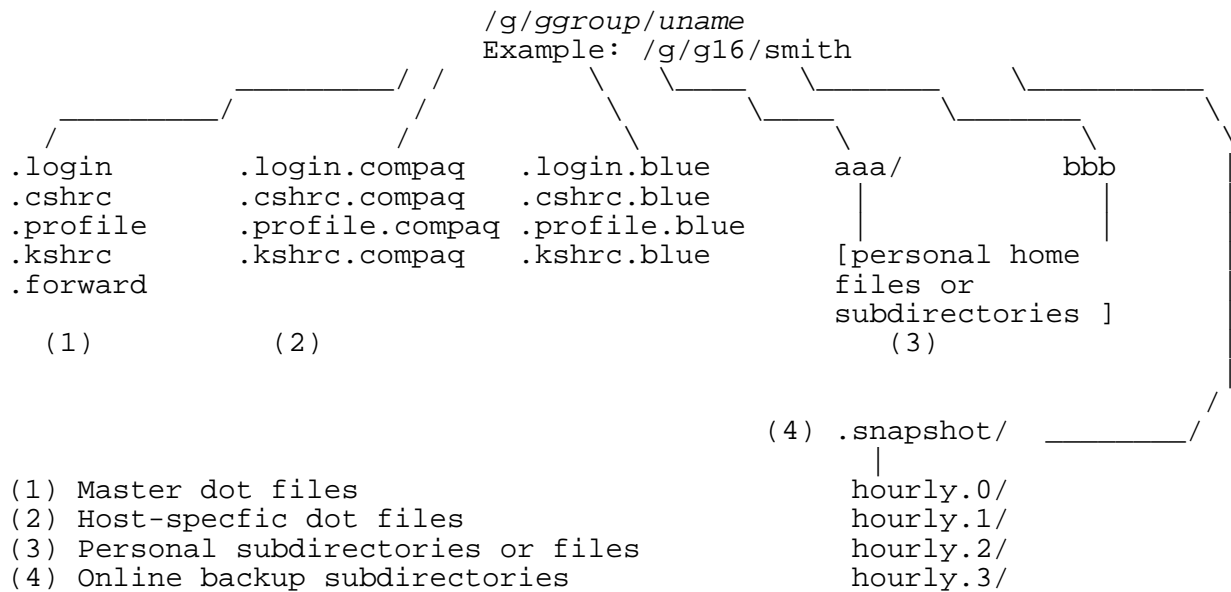 /g/ggroup/uname
Example: /g/g16/smith
.login .login.compaq .login.blue aaa/ bbb
.cshrc .cshrc.compaq .cshrc.blue
.profile .profile.compaq .profile.blue
.kshrc .kshrc.compaq .kshrc.blue [personal home
.forward files or
subdirectories ]
(1) (2) (3)
(4) .snapshot/
(1) Master dot files hourly.0/
(2) Host-specfic dot files hourly.1/
(3) Personal subdirectories or files hourly.2/
(4) Online backup subdirectories hourly.3/